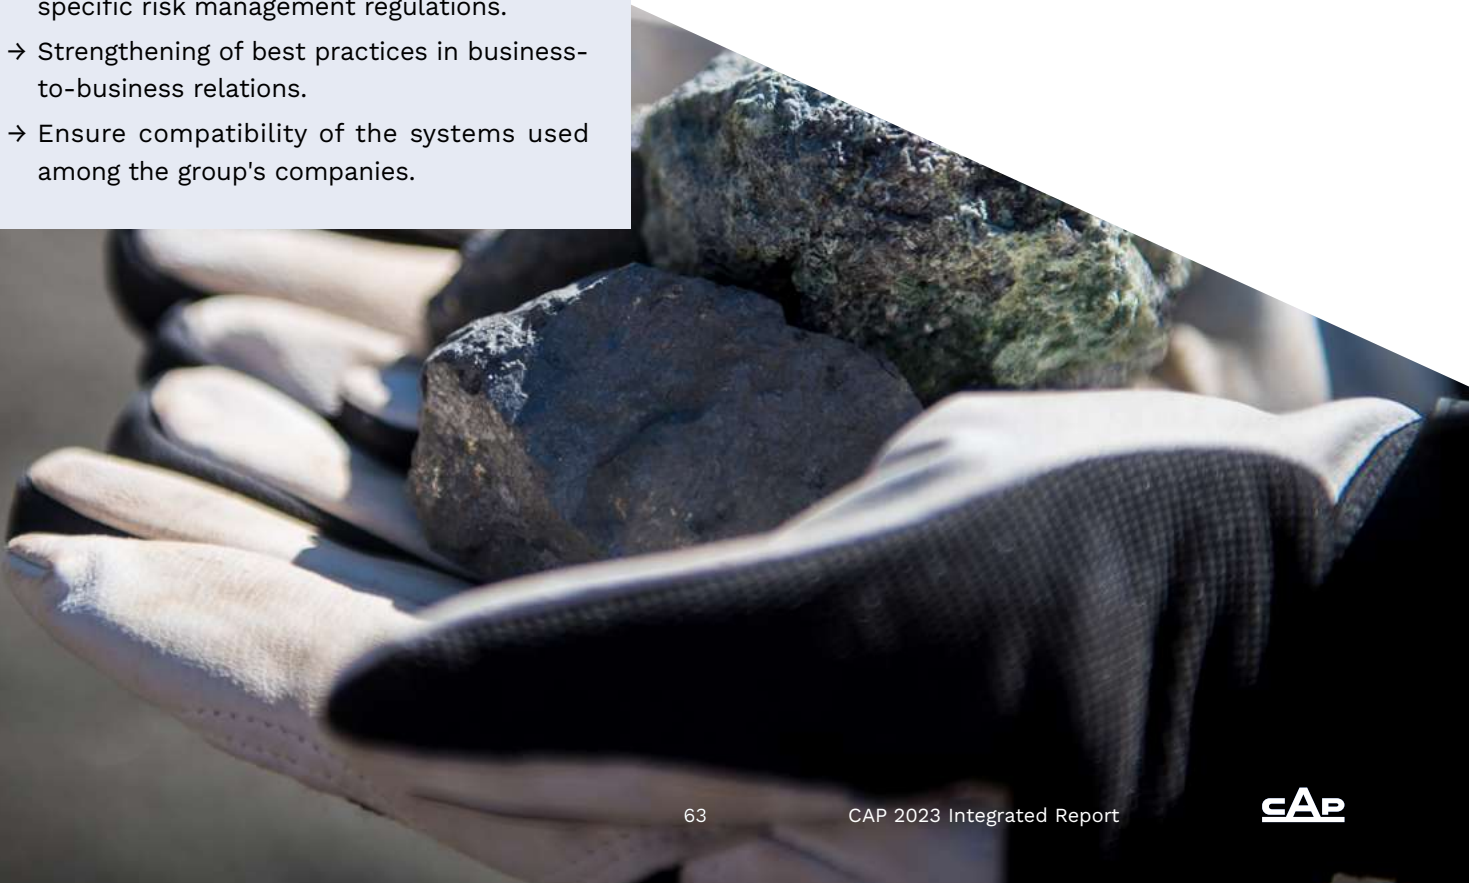 specific risk management regulations.
→ Strengthening of best practices in business-
to-business relations.
→ Ensure compatibility of the systems used
among the group's companies.
63
CAP 2023 Integrated Report
CAP